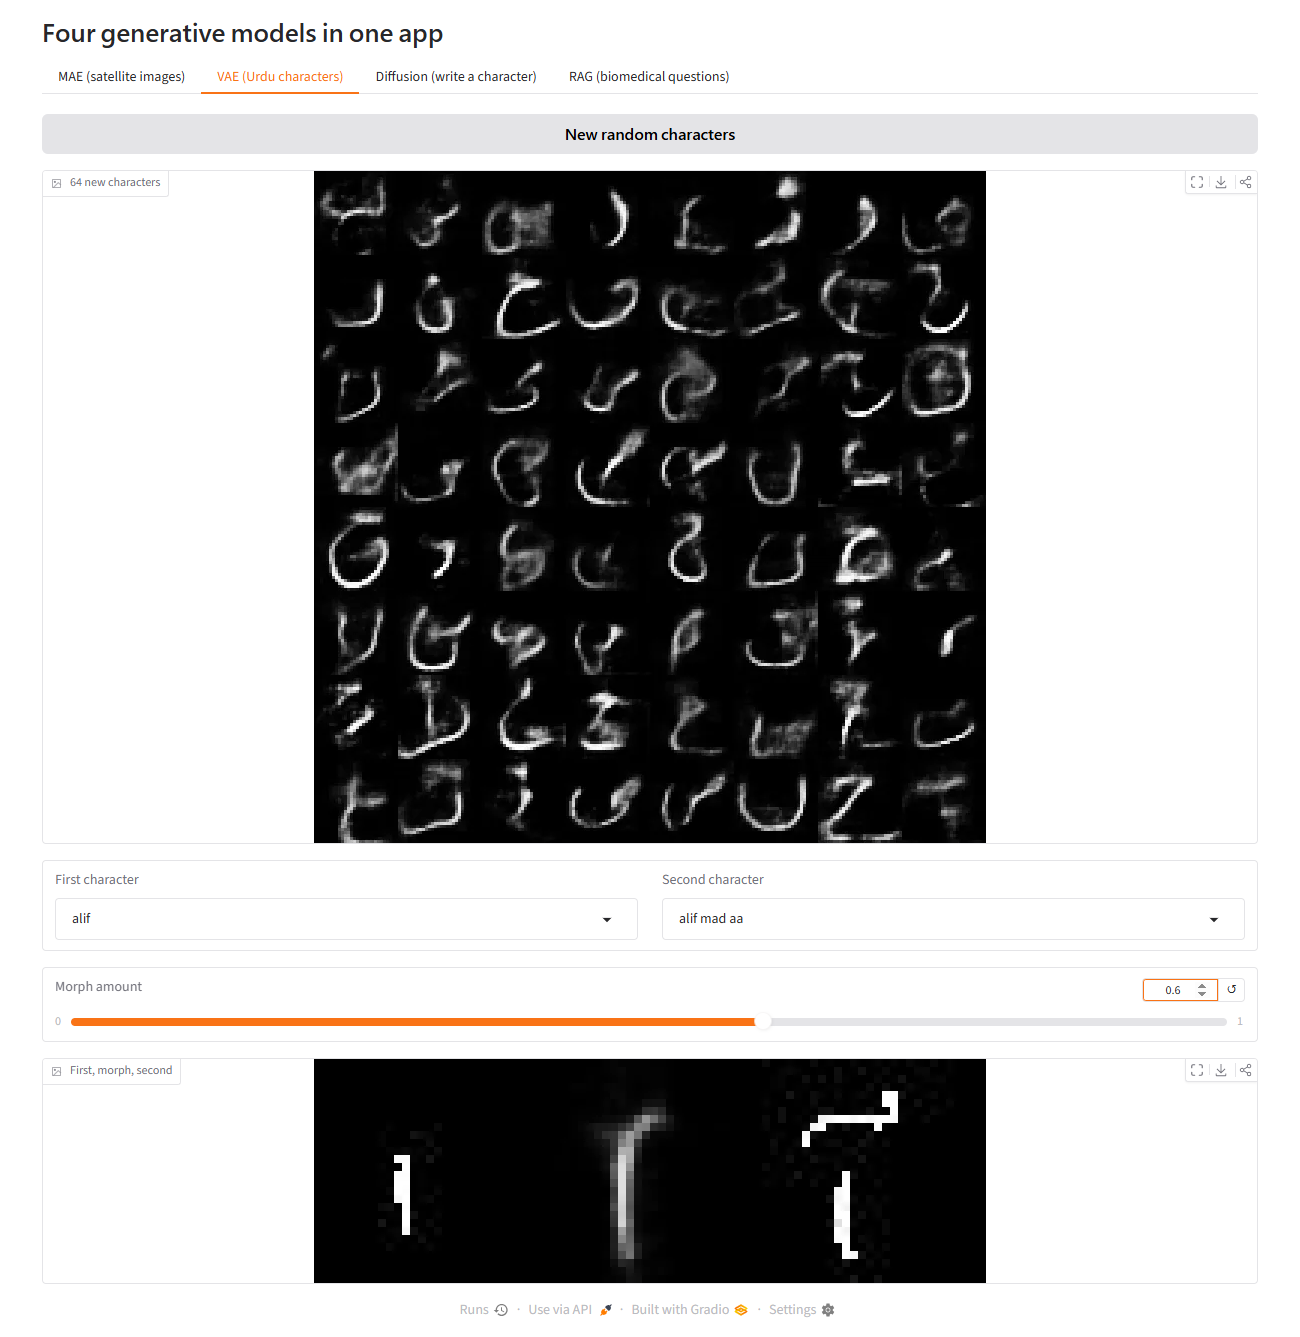 Four generative models in one app
MAE (satellite images) VAE (Urdu characters) Diffusion (write a character) RAG (biomedical questions)
New random characters
64 new characters
First character Second character
alif alif mad aa
Morph amount 0.6
0 1
First, morph, second
Runs · Use via API · Built with Gradio · Settings